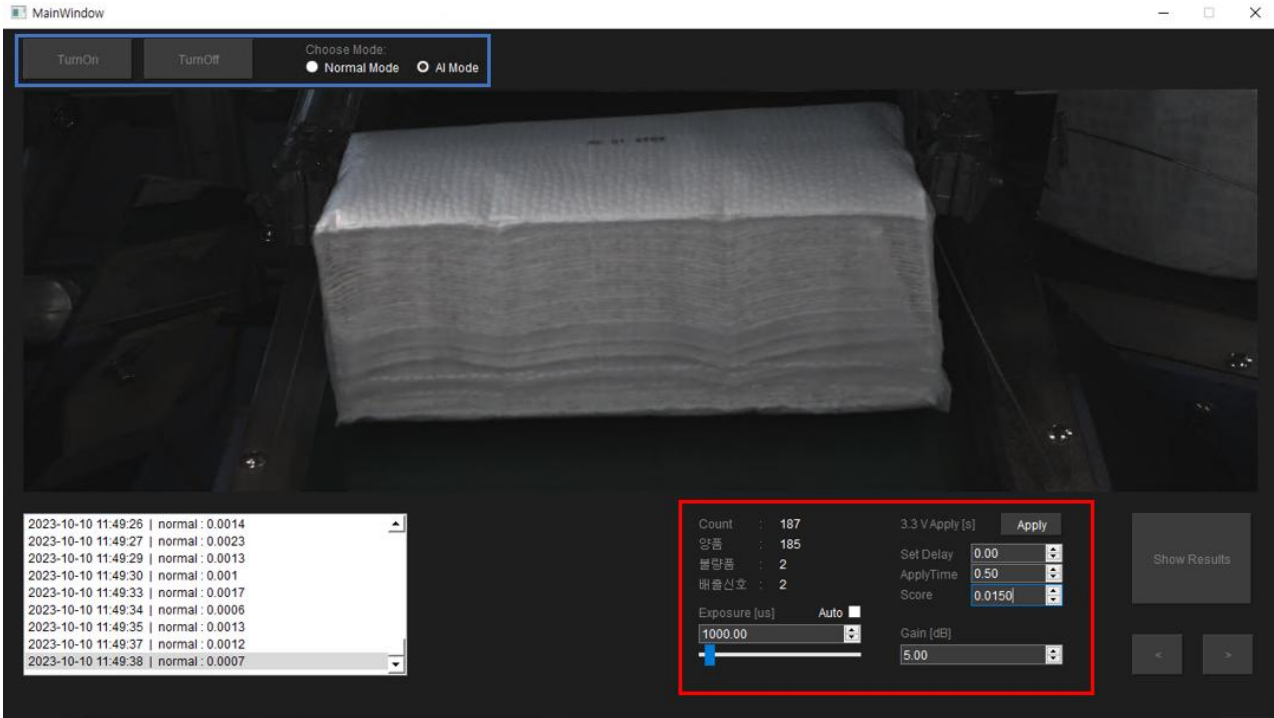 MainWindow
TurnOn TurnOff
Choose Mode:
Normal Mode AI Mode
2023-10-10 11:49:26 | normal : 0.0014
2023-10-10 11:49:27 | normal : 0.0023
2023-10-10 11:49:29 | normal : 0.0013
2023-10-10 11:49:30 | normal : 0.001
2023-10-10 11:49:33 | normal : 0.0017
2023-10-10 11:49:34 | normal : 0.0006
2023-10-10 11:49:35 | normal : 0.0013
2023-10-10 11:49:37 | normal : 0.0012
2023-10-10 11:49:38 | normal : 0.0007
Count : 187
양품 : 185
불량품 : 2
배출신호 : 2
Exposure [us] Auto
1000.00
3.3 V Apply [s] Apply
Set Delay 0.00
ApplyTime 0.50
Score 0.0150
Gain [dB]
5.00
Show Results
< >